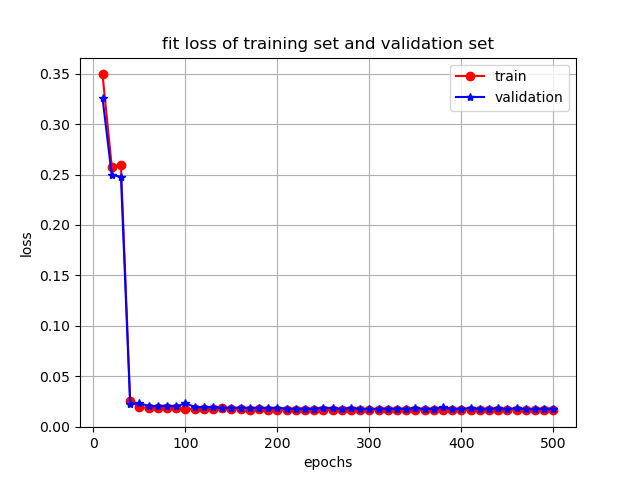 fit loss of training set and validation set
train
validation
0.35
0.30
0.25
0.20
0.15
0.10
0.05
0.00
loss
0 100 200 300 400 500
epochs